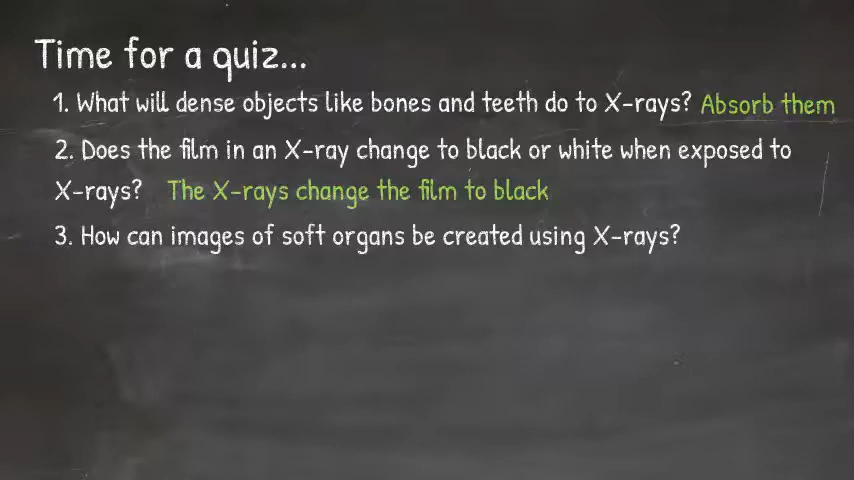 Time for a quiz...
1. What will dense objects like bones and teeth do to X-rays? Absorb them
2. Does the film in an X-ray change to black or white when exposed to
X-rays? The X-rays change the film to black
3. How can images of soft organs be created using X-rays?